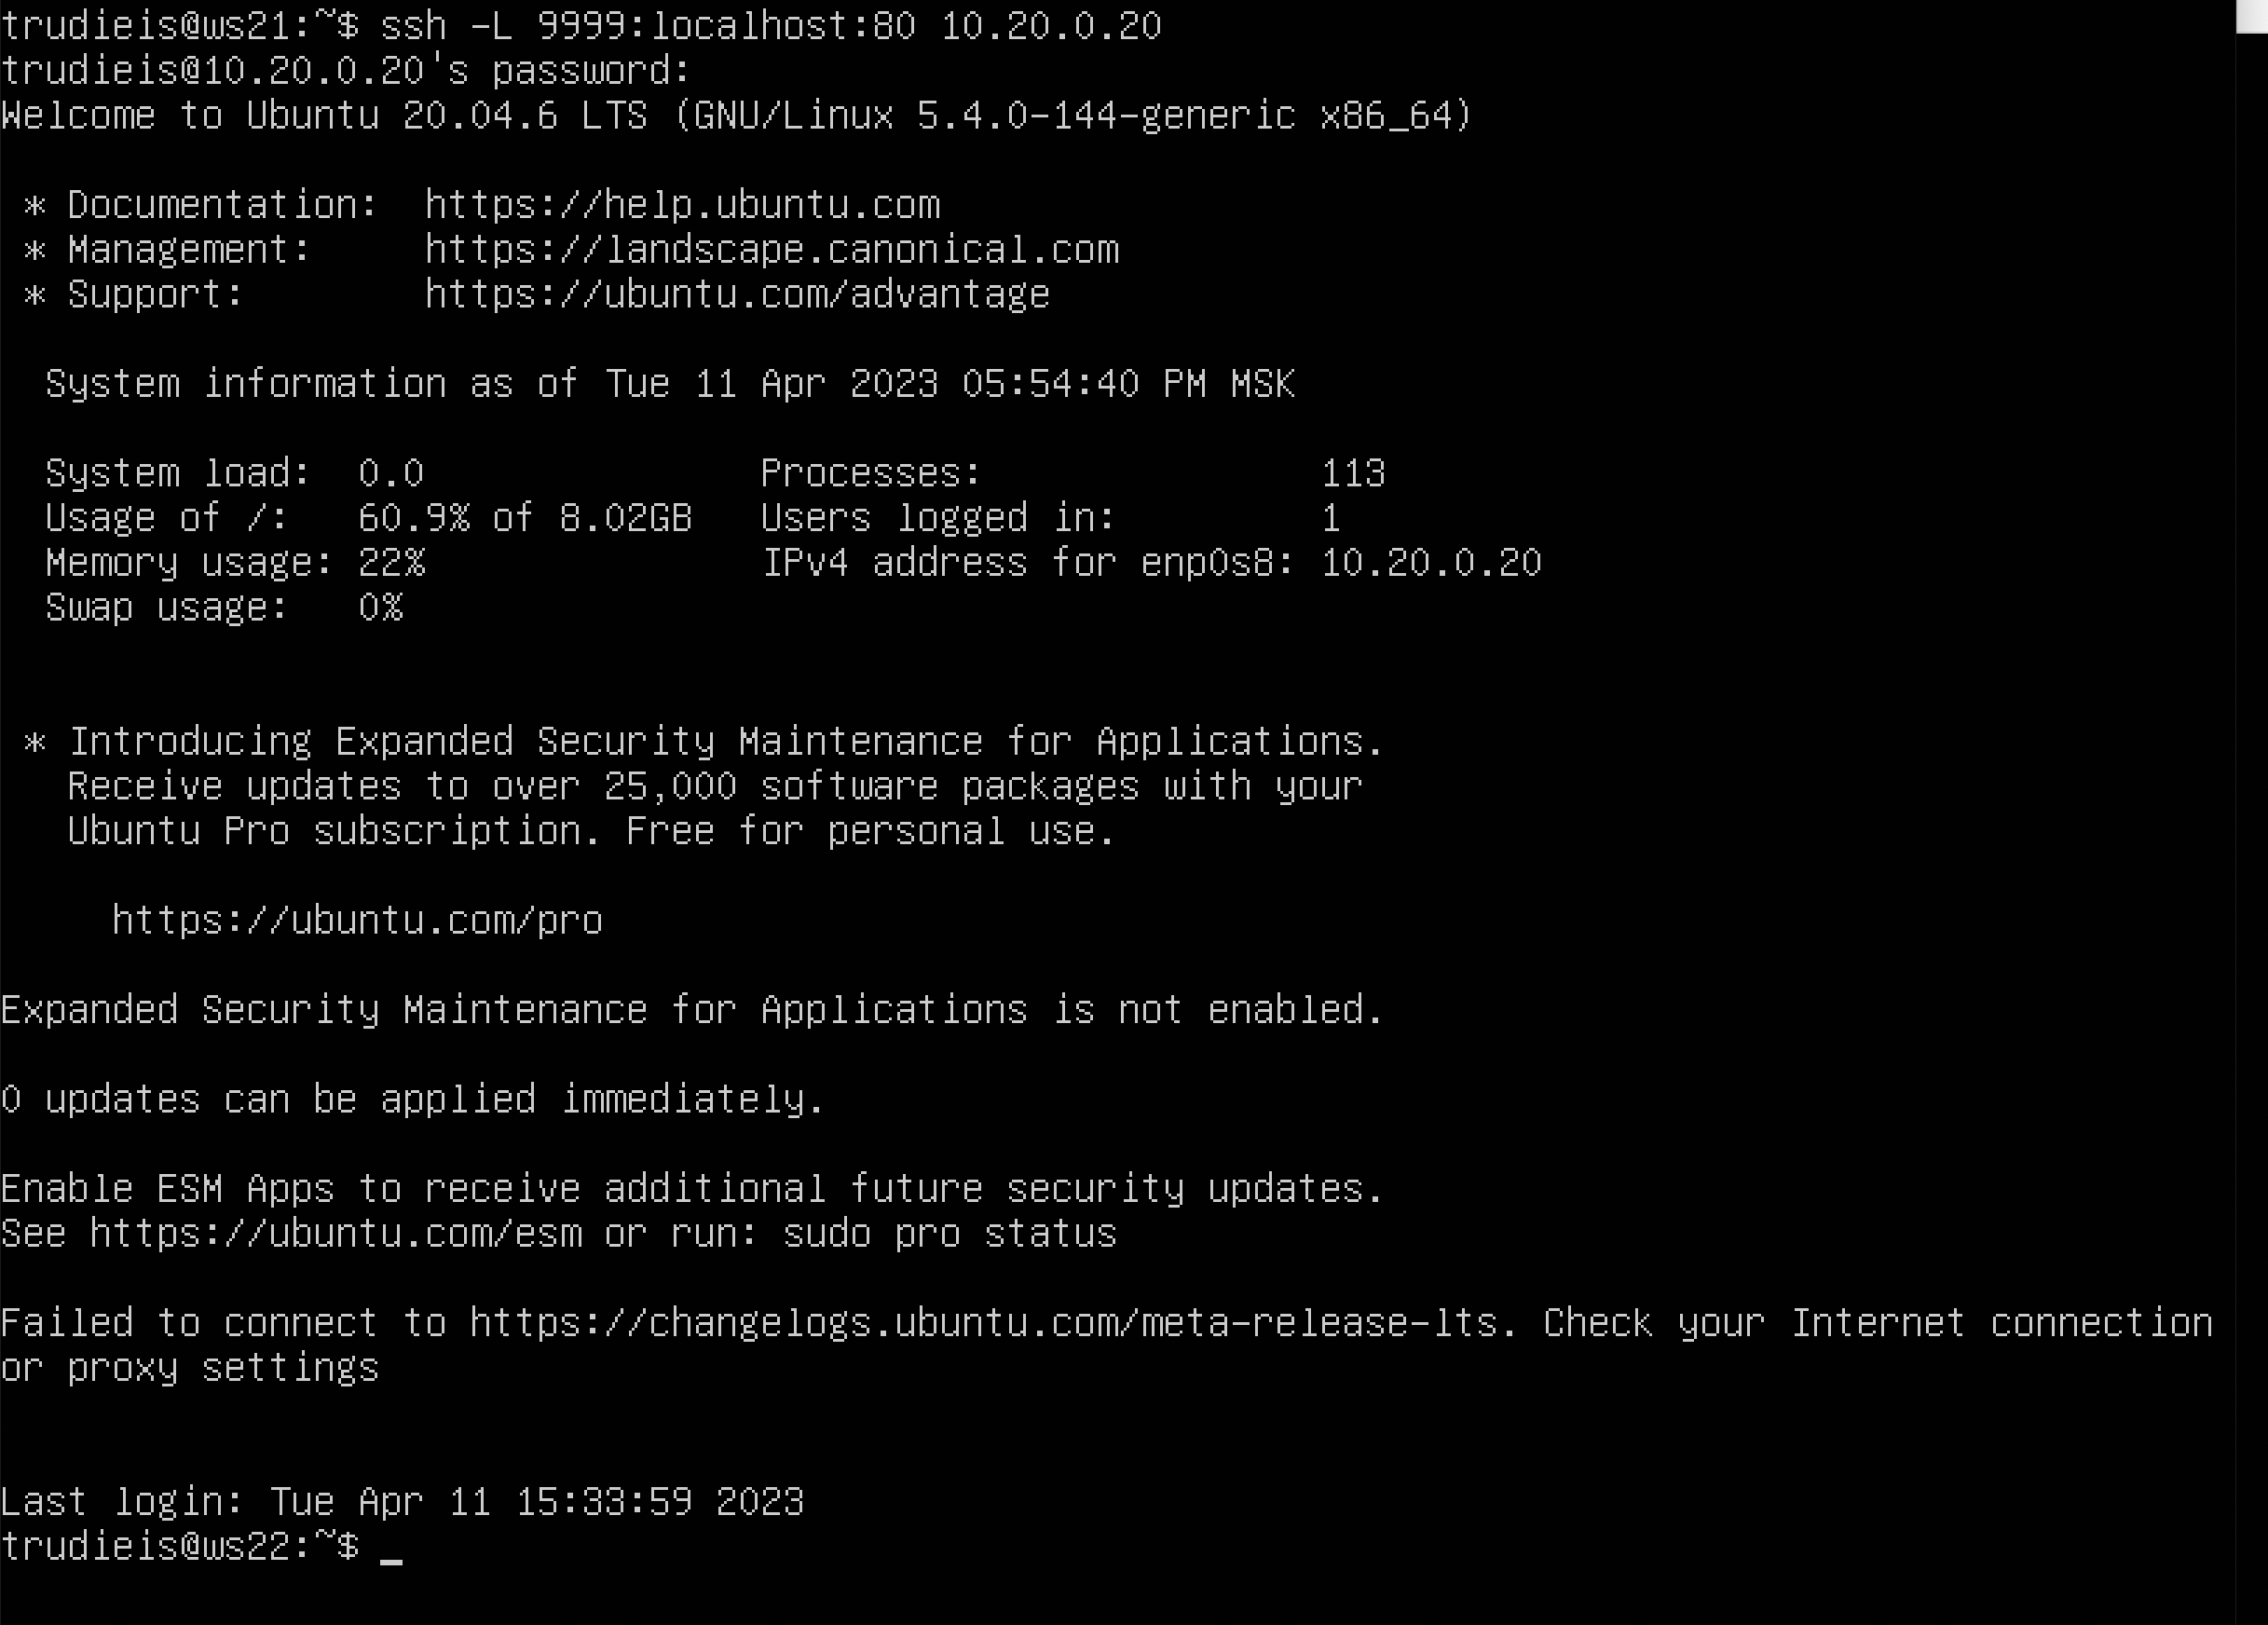 trudieis@ws21:~$ ssh -L 9999:localhost:80 10.20.0.20
trudieis@10.20.0.20's password:
Welcome to Ubuntu 20.04.6 LTS (GNU/Linux 5.4.0-144-generic x86_64)
* Documentation:  https://help.ubuntu.com
* Management:     https://landscape.canonical.com
* Support:        https://ubuntu.com/advantage
System information as of Tue 11 Apr 2023 05:54:40 PM MSK
System load:  0.0               Processes:               113
Usage of /:   60.9% of 8.02GB   Users logged in:         1
Memory usage: 22%               IPv4 address for enp0s8: 10.20.0.20
Swap usage:   0%
* Introducing Expanded Security Maintenance for Applications.
Receive updates to over 25,000 software packages with your
Ubuntu Pro subscription. Free for personal use.
https://ubuntu.com/pro
Expanded Security Maintenance for Applications is not enabled.
0 updates can be applied immediately.
Enable ESM Apps to receive additional future security updates.
See https://ubuntu.com/esm or run: sudo pro status
Failed to connect to https://changelogs.ubuntu.com/meta-release-lts. Check your Internet connection
or proxy settings
Last login: Tue Apr 11 15:33:59 2023
trudieis@ws22:~$ _